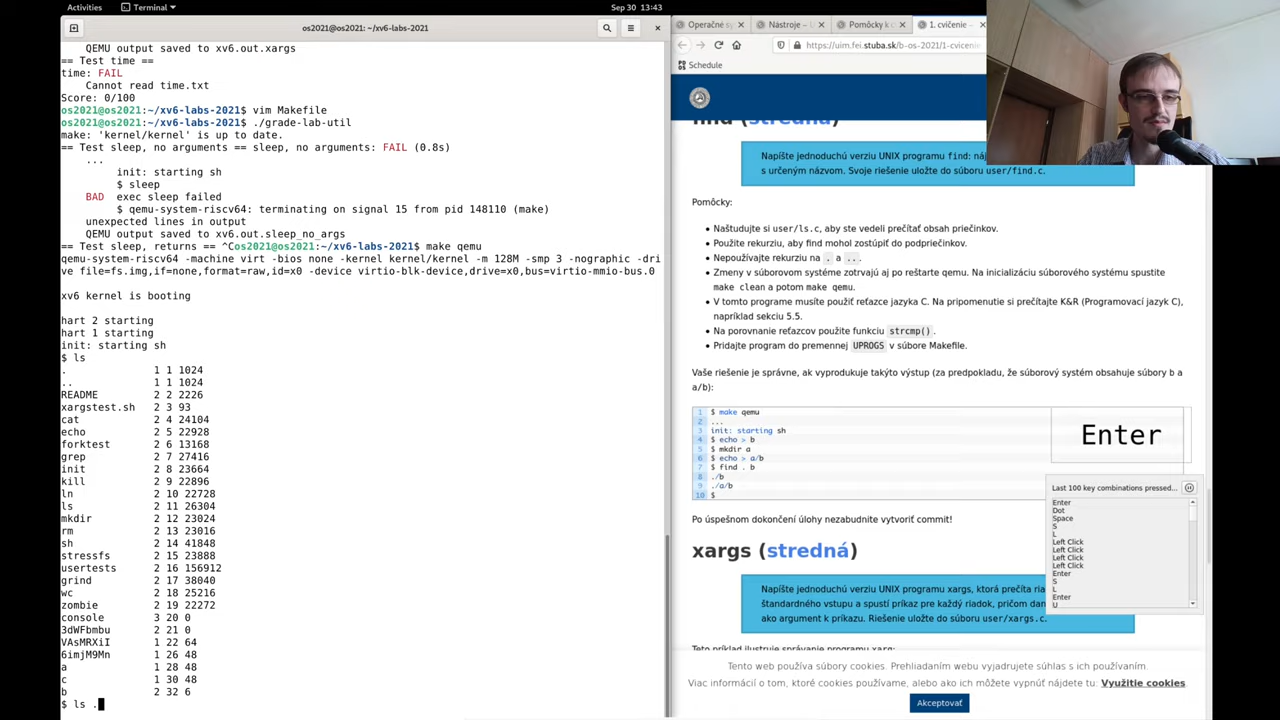 Activities
Terminal
Sep 30 13:43
os2021@os2021: ~/xv6-labs-2021
QEMU output saved to xv6.out.xargs
== Test time ==
time: FAIL
Cannot read time.txt
Score: 0/100
os2021@os2021:~/xv6-labs-2021$ vim Makefile
os2021@os2021:~/xv6-labs-2021$ ./grade-lab-util
make: 'kernel/kernel' is up to date.
== Test sleep, no arguments == sleep, no arguments: FAIL (0.8s)
...
init: starting sh
$ sleep
BAD exec sleep failed
$ qemu-system-riscv64: terminating on signal 15 from pid 148110 (make)
unexpected lines in output
QEMU output saved to xv6.out.sleep_no_args
== Test sleep, returns == ^Cos2021@os2021:~/xv6-labs-2021$ make qemu
qemu-system-riscv64 -machine virt -bios none -kernel kernel/kernel -m 128M -smp 3 -nographic -dri
ve file=fs.img,if=none,format=raw,id=x0 -device virtio-blk-device,drive=x0,bus=virtio-mmio-bus.0
xv6 kernel is booting
hart 2 starting
hart 1 starting
init: starting sh
$ ls
. 1 1 1024
.. 1 1 1024
README 2 2 2226
xargstest.sh 2 3 93
cat 2 4 24104
echo 2 5 22928
forktest 2 6 13168
grep 2 7 27416
init 2 8 23664
kill 2 9 22896
ln 2 10 22728
ls 2 11 26304
mkdir 2 12 23024
rm 2 13 23016
sh 2 14 41848
stressfs 2 15 23888
usertests 2 16 156912
grind 2 17 38040
wc 2 18 25216
zombie 2 19 22272
console 3 20 0
3dWFbmbu 2 21 0
VAsMRXiI 1 22 64
6imjM9Mn 1 26 48
a 1 28 48
c 1 30 48
b 2 32 6
$ ls .
Operačné sy
Nástroje – U
Pomôcky k c
1. cvičenie -
https://uim.fei.stuba.sk/b-os-2021/1-cvicenie
Schedule
find (stredná)
Napíšte jednoduchú verziu UNIX programu find: náj
s určeným názvom. Svoje riešenie uložte do súboru user/find.c.
Pomôcky:
Naštudujte si user/ls.c, aby ste vedeli prečítať obsah priečinkov.
Použite rekurziu, aby find mohol zostúpiť do podpriečinkov.
Nepoužívajte rekurziu na . a ...
Zmeny v súborovom systéme zotrvajú aj po reštarte qemu. Na inicializáciu súborového systému spustite
make clean a potom make qemu.
V tomto programe musíte použiť reťazce jazyka C. Na pripomenutie si prečítajte K&R (Programovací jazyk C),
napríklad sekciu 5.5.
Na porovnanie reťazcov použite funkciu strcmp().
Pridajte program do premennej UPROGS v súbore Makefile.
Vaše riešenie je správne, ak vyprodukuje takýto výstup (za predpokladu, že súborový systém obsahuje súbory b a
a/b):
1 $ make qemu
2 ...
3 init: starting sh
4 $ echo > b
5 $ mkdir a
6 $ echo > a/b
7 $ find . b
8 ./b
9 ./a/b
10 $
Enter
Last 100 key combinations pressed...
Enter
Dot
Space
S
L
Left Click
Left Click
Left Click
Left Click
Enter
S
L
Enter
U
Po úspešnom dokončení úlohy nezabudnite vytvoriť commit!
xargs (stredná)
Napíšte jednoduchú verziu UNIX programu xargs, ktorá prečíta ria
štandardného vstupu a spustí príkaz pre každý riadok, pričom dan
ako argument k príkazu. Riešenie uložte do súboru user/xargs.c.
Tento web používa súbory cookies. Prehliadaním webu vyjadrujete súhlas s ich používaním.
Viac informácií o tom, ktoré cookies používame, alebo ako ich môžete vypnúť nájdete tu: Využitie cookies
Akceptovať